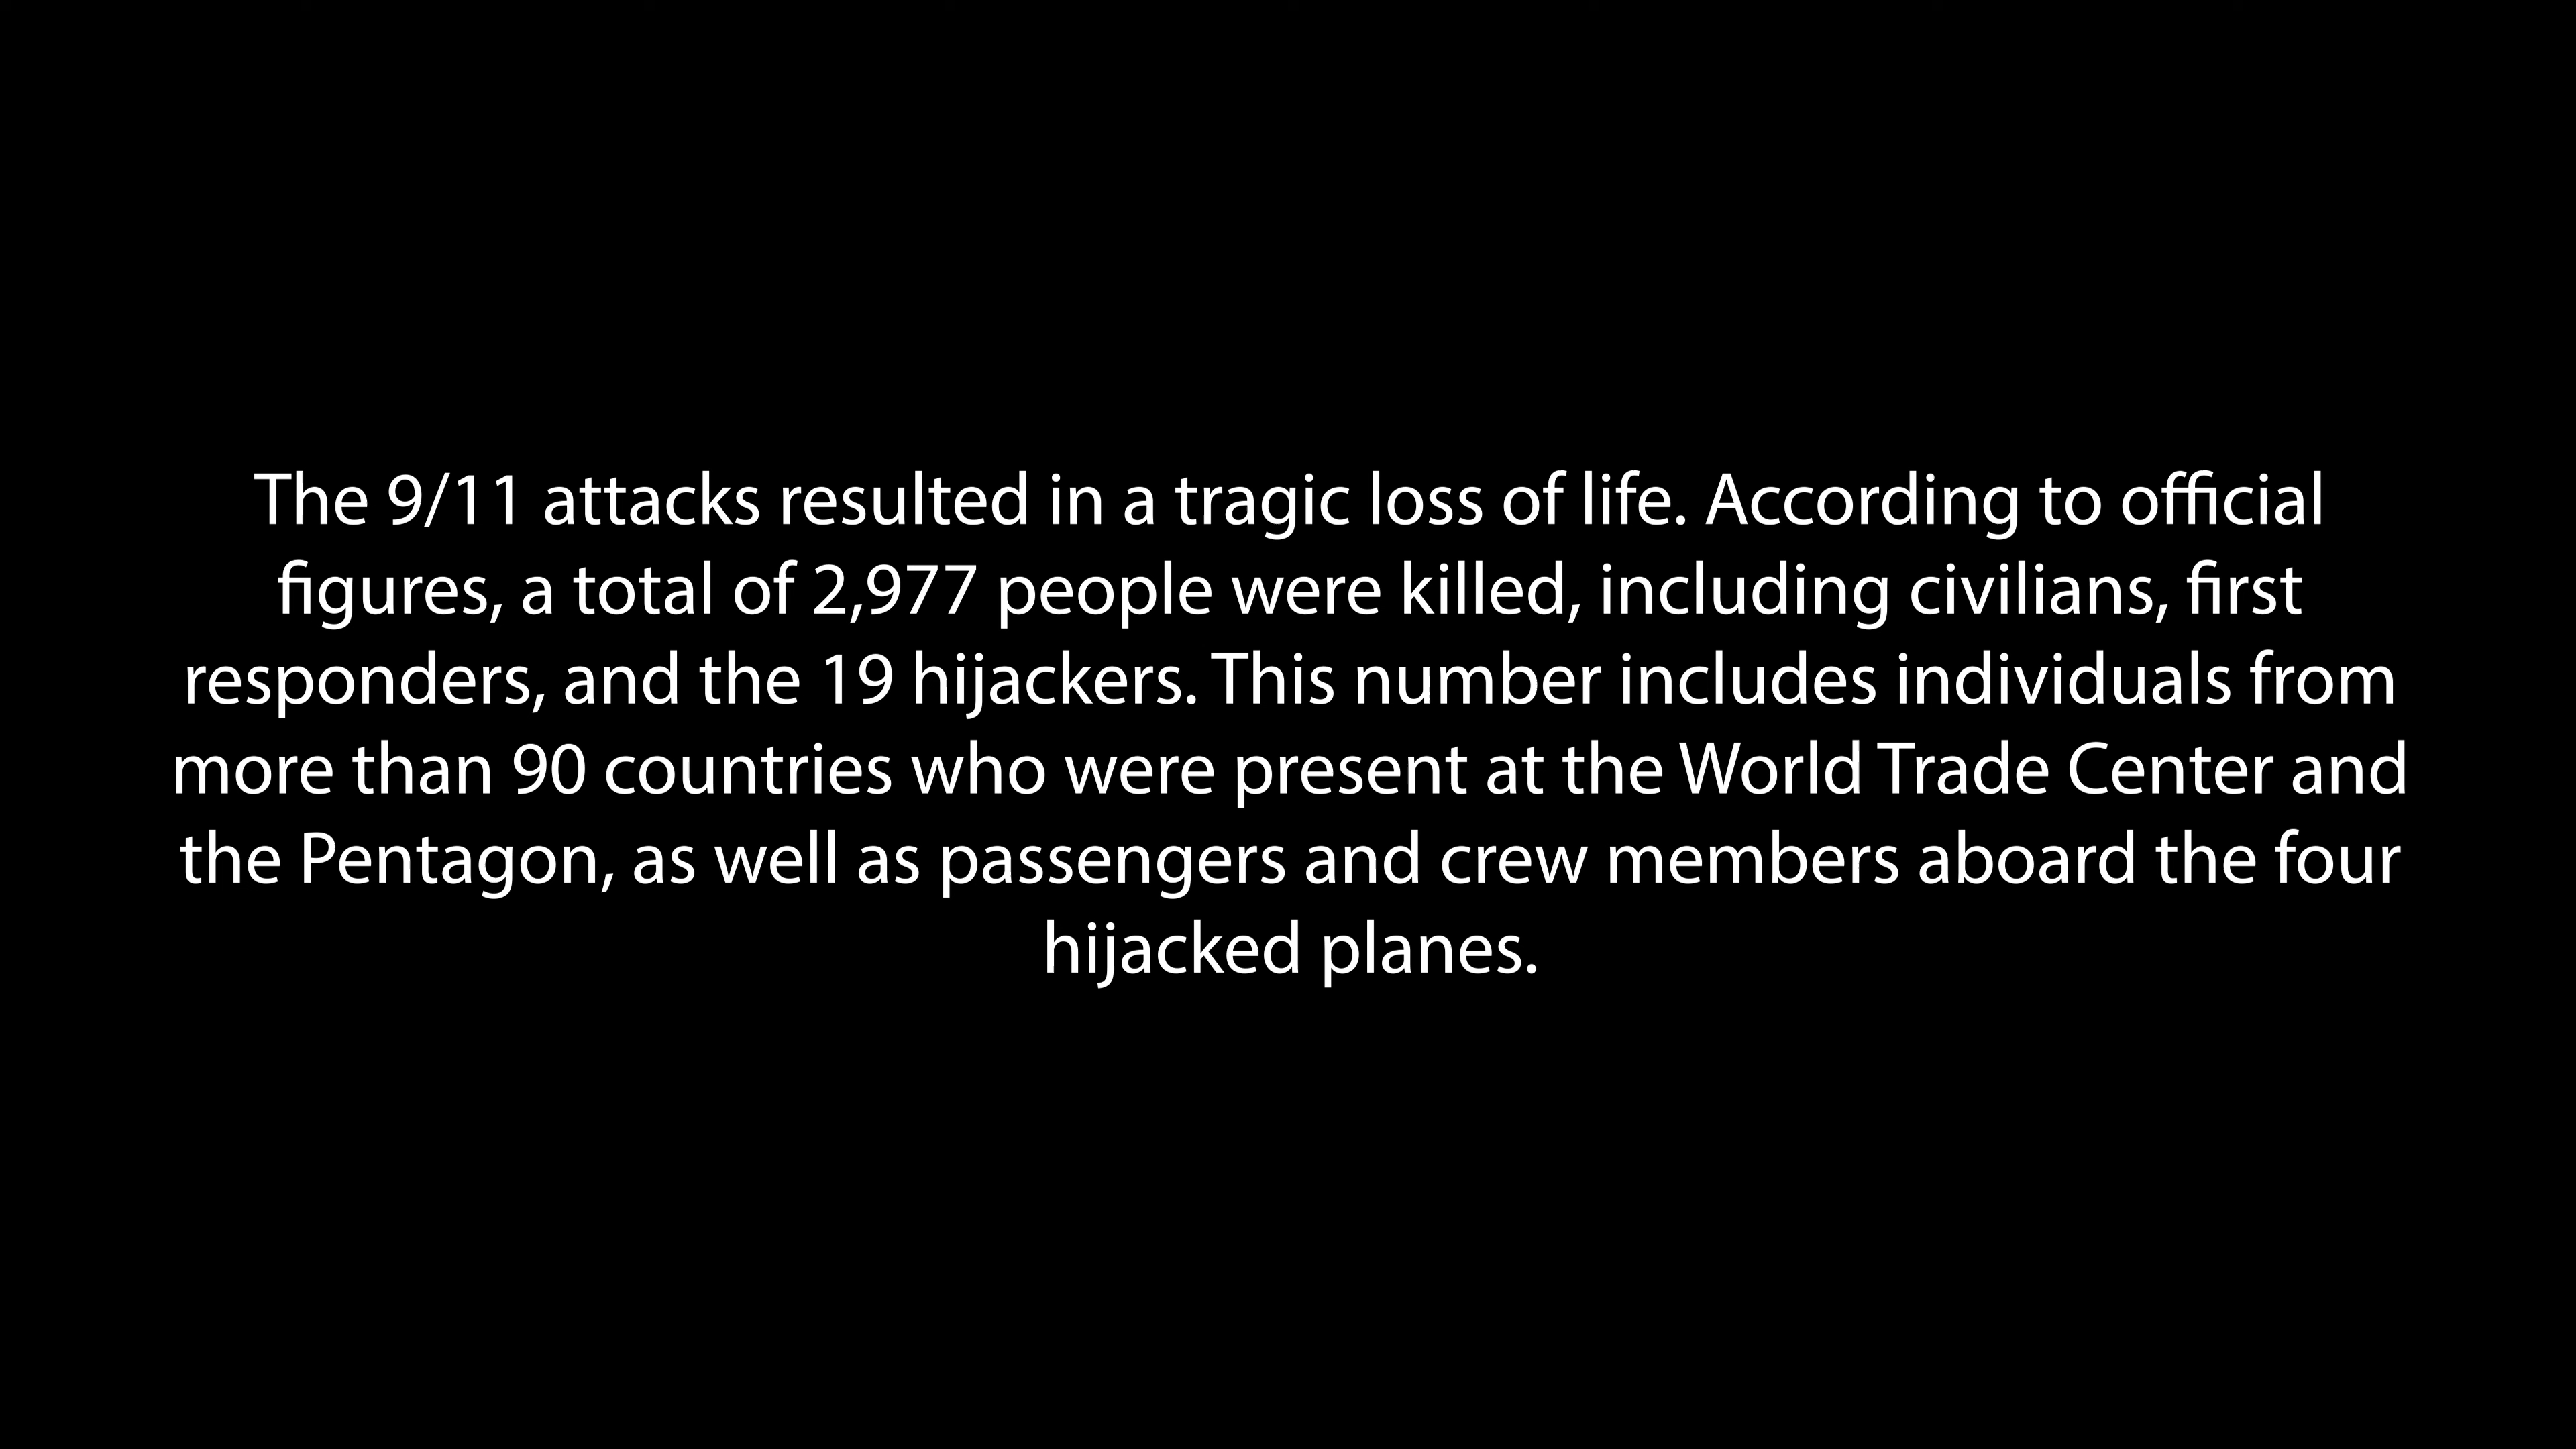 The 9/11 attacks resulted in a tragic loss of life. According to official
figures, a total of 2,977 people were killed, including civilians, first
responders, and the 19 hijackers. This number includes individuals from
more than 90 countries who were present at the World Trade Center and
the Pentagon, as well as passengers and crew members aboard the four
hijacked planes.